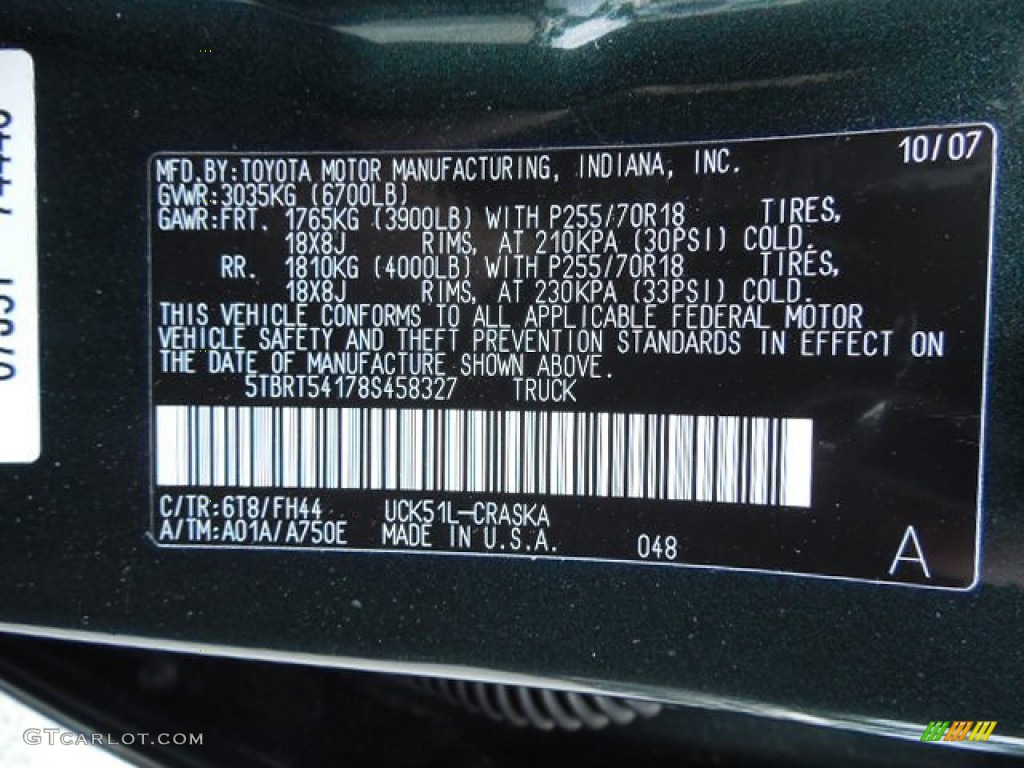 10/07
MFD.BY:TOYOTA MOTOR MANUFACTURING, INDIANA, INC.
GVWR:3035KG (6700LB)
GAWR:FRT. 1765KG (3900LB) WITH P255/70R18 TIRES,
18X8J RIMS, AT 210KPA (30PSI) COLD.
RR. 1810KG (4000LB) WITH P255/70R18 TIRES,
18X8J RIMS, AT 230KPA (33PSI) COLD.
THIS VEHICLE CONFORMS TO ALL APPLICABLE FEDERAL MOTOR
VEHICLE SAFETY AND THEFT PREVENTION STANDARDS IN EFFECT ON
THE DATE OF MANUFACTURE SHOWN ABOVE.
5TBRT54178S458327 TRUCK
C/TR:6T8/FH44 UCK51L-CRASKA
A/TM:A01A/A750E MADE IN U.S.A. 048
A
GTCARLOT.COM